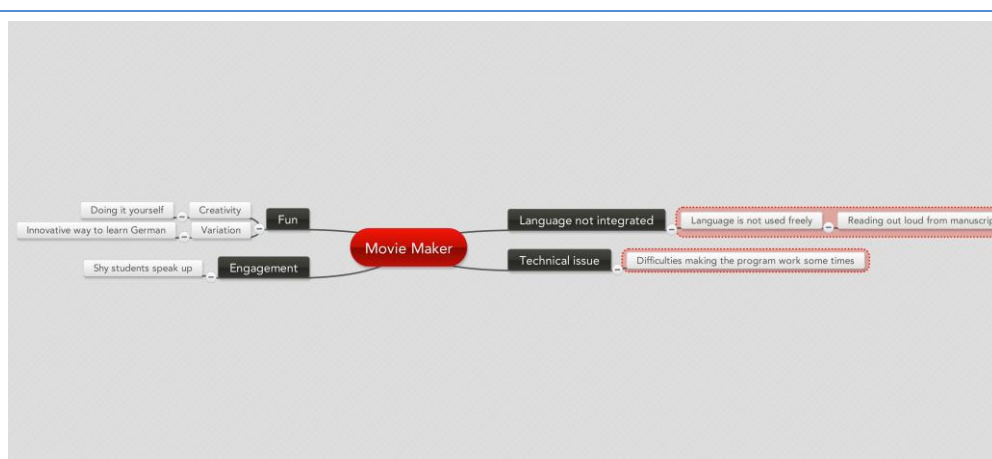 Doing it yourself
Creativity
Fun
Innovative way to learn German
Variation
Shy students speak up
Engagement
Movie Maker
Language not integrated
Language is not used freely
Reading out loud from
Technical issue
Difficulties making the program work some times